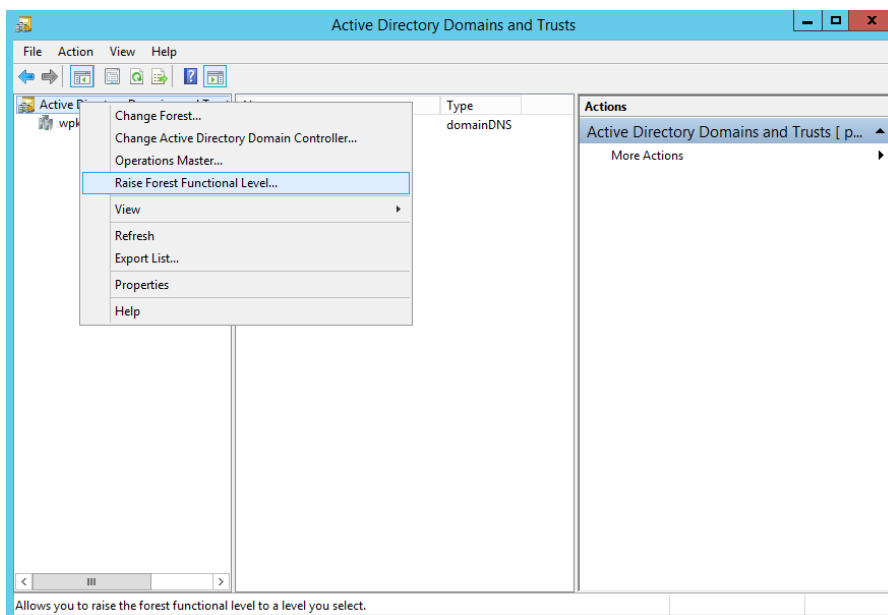 Active Directory Domains and Trusts
File Action View Help
Active
Type
Actions
wpk
domainDNS
Active Directory Domains and Trusts [ p...
More Actions
Change Forest...
Change Active Directory Domain Controller...
Operations Master...
Raise Forest Functional Level...
View
Refresh
Export List...
Properties
Help
Allows you to raise the forest functional level to a level you select.